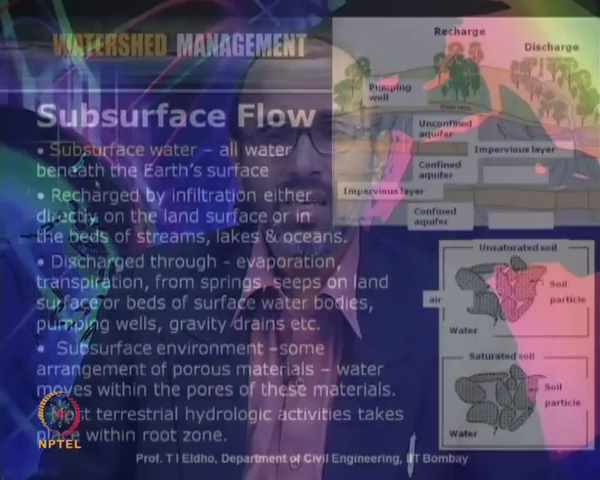 WATERSHED MANAGEMENT
Subsurface Flow
• Subsurface water – all water
beneath the Earth's surface
• Recharged by infiltration either
directly on the land surface or in
the beds of streams, lakes & oceans.
• Discharged through – evaporation,
transpiration, from springs, seeps on land
surface or beds of surface water bodies,
pumping wells, gravity drains etc.
• Subsurface environment –some
arrangement of porous materials – water
moves within the pores of these materials.
• Most terrestrial hydrologic activities takes
place within root zone.
NPTEL
Prof. T I Eldho, Department of Civil Engineering, IIT Bombay
Recharge
Discharge
Pumping
well
Unconfined
aquifer
Impervious layer
Confined
aquifer
Impervious layer
Confined
aquifer
Unsaturated soil
Soil
particle
air
Water
Saturated soil
Soil
particle
Water